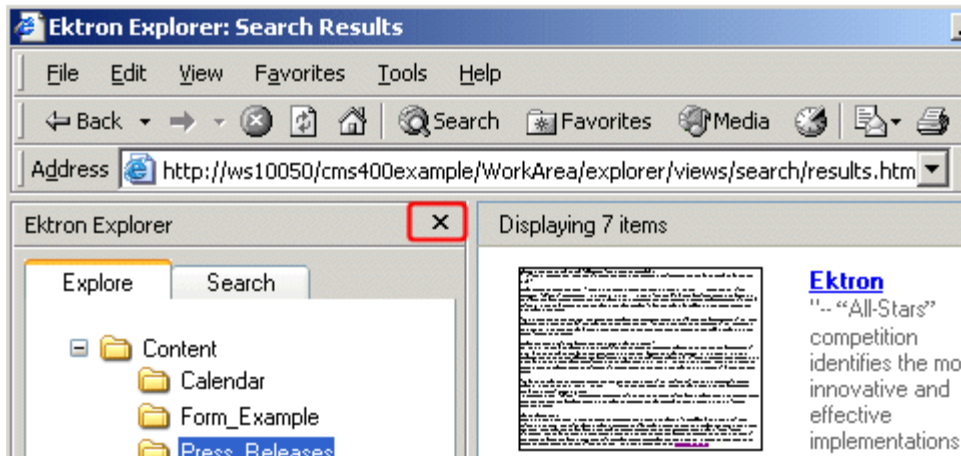 Ektron Explorer: Search Results
File Edit View Favorites Tools Help
Back Search Favorites Media
Address http://ws10050/cms400example/WorkArea/explorer/views/search/results.htm
Ektron Explorer
Displaying 7 items
Explore Search
Content
Calendar
Form_Example
Press_Releases
Ektron
"-- “All-Stars”
competition
identifies the mo
innovative and
effective
implementations